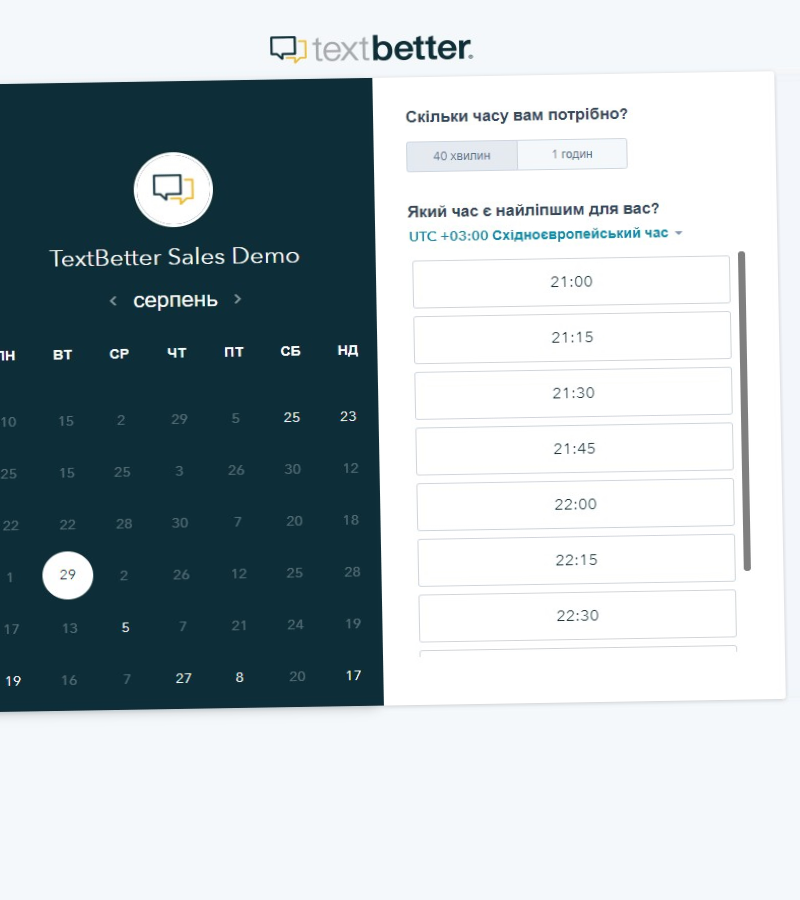 textbetter.
TextBetter Sales Demo
серпень
ПН ВТ СР ЧТ ПТ СБ НД
10 15 2 29 5 25 23
25 15 25 3 26 30 12
22 22 28 30 7 20 18
1 29 2 26 12 25 28
17 13 5 7 21 24 19
19 16 7 27 8 20 17
Скільки часу вам потрібно?
40 хвилин 1 годин
Який час є найліпшим для вас?
UTC +03:00 Східноєвропейський час
21:00
21:15
21:30
21:45
22:00
22:15
22:30